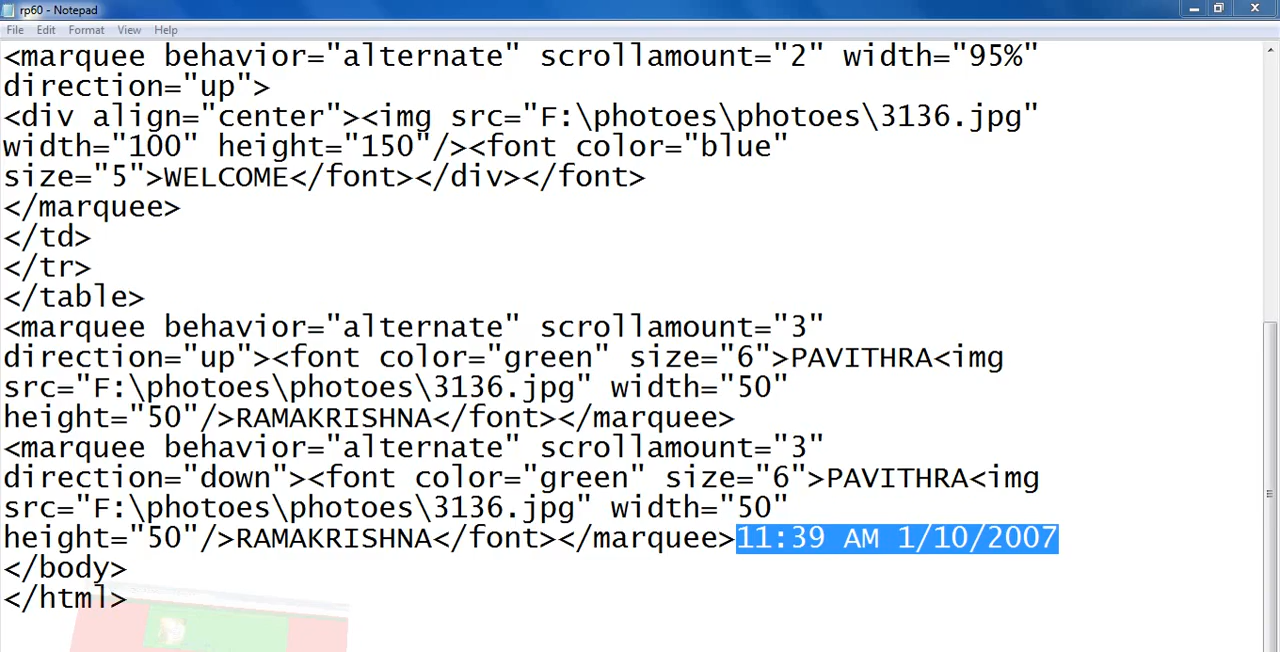 rp60 - Notepad
File Edit Format View Help
<marquee behavior="alternate" scrollamount="2" width="95%"
direction="up">
<div align="center"><img src="F:\photoes\photoes\3136.jpg"
width="100" height="150"/><font color="blue"
size="5">WELCOME</font></div></font>
</marquee>
</td>
</tr>
</table>
<marquee behavior="alternate" scrollamount="3"
direction="up"><font color="green" size="6">PAVITHRA<img
src="F:\photoes\photoes\3136.jpg" width="50"
height="50"/>RAMAKRISHNA</font></marquee>
<marquee behavior="alternate" scrollamount="3"
direction="down"><font color="green" size="6">PAVITHRA<img
src="F:\photoes\photoes\3136.jpg" width="50"
height="50"/>RAMAKRISHNA</font></marquee>11:39 AM 1/10/2007
</body>
</html>